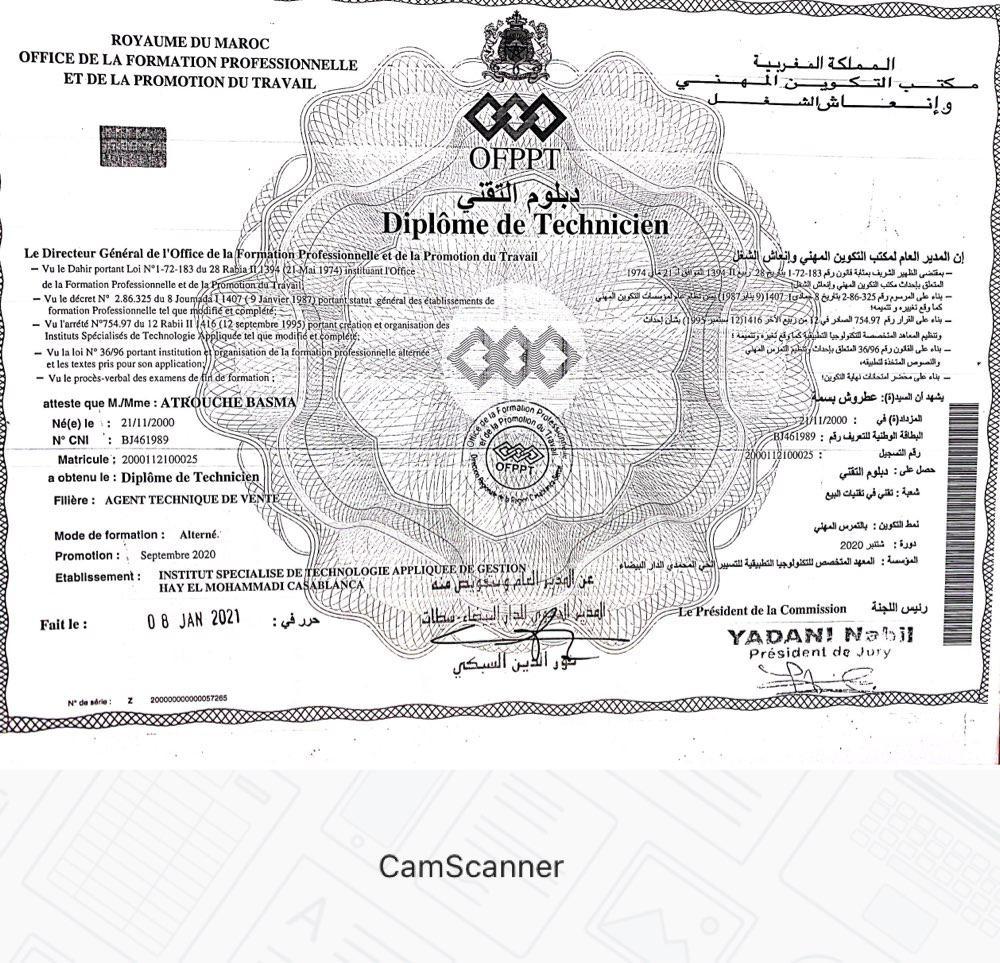 ROYAUME DU MAROC
OFFICE DE LA FORMATION PROFESSIONNELLE
ET DE LA PROMOTION DU TRAVAIL
المملكة المغربية
مكتب التكوين المهني
وإنعاش الشغل
OFPPT
دبلوم التقني
Diplôme de Technicien
Le Directeur Général de l'Office de la Formation Professionnelle et de la Promotion du Travail
– Vu le Dahir portant Loi N°1-72-183 du 28 Rabia II 1394 (21 Mai 1974) instituant l'Office
de la Formation Professionnelle et de la Promotion du Travail;
– Vu le décret N° 2.86.325 du 8 Joumada I 1407 ( 9 Janvier 1987) portant statut général des établissements de
formation Professionnelle tel que modifié et complété;
– Vu l'arrété N°754.97 du 12 Rabii II 1416 (12 septembre 1995) portant création et organisation des
Instituts Spécialisés de Technologie Appliquée tel que modifié et complété;
– Vu la loi N° 36/96 portant institution et organisation de la formation professionnelle alternée
et les textes pris pour son application;
– Vu le procès-verbal des examens de fin de formation ;
إن المدير العام لمكتب التكوين المهني وإنعاش الشغل
– بمقتضى الظهير الشريف بمثابة قانون رقم 183-72-1 بتاريخ 28 ربيع II 1394 الموافق ل 21 ماي 1974
المتعلق بإحداث مكتب التكوين المهني وإنعاش الشغل؛
– بناء على المرسوم رقم 325-86-2 بتاريخ 8 جمادى I 1407 (9 يناير 1987) بمن نظام عام لمؤسسات التكوين المهني
كما وقع تغييره و تتميمه؛
– بناء على القرار رقم 754.97 الصادر في 12 من ربيع الآخر 1416 (12 سبتمبر 1995) بشأن إحداث
وتنظيم المعاهد المتخصصة للتكنولوجيا التطبيقية كما وقع تغيره وتتميمه ؛
– بناء على القانون رقم 36/96 المتعلق بإحداث وتنظيم التمرس المهني
والنصوص المتخذة لتطبيقه،
– بناء على محضر امتحانات نهاية التكوين؛
atteste que M./Mme : ATROUCHE BASMA
Né(e) le : 21/11/2000
N° CNI : BJ461989
Matricule : 2000112100025
a obtenu le : Diplôme de Technicien
Filière : AGENT TECHNIQUE DE VENTE
Mode de formation : Alterné.
Promotion : Septembre 2020
Etablissement : INSTITUT SPECIALISE DE TECHNOLOGIE APPLIQUEE DE GESTION
HAY EL MOHAMMADI CASABLANCA
يشهد أن السيد(ة): عطروش بسمة
المزداد(ة) في : 21/11/2000
البطاقة الوطنية للتعريف رقم : BJ461989
رقم التسجيل : 2000112100025
حصل على : دبلوم التقني
شعبة : تقني في تقنيات البيع
نمط التكوين : بالتمرس المهني
دورة : شتنبر 2020
المؤسسة : المعهد المتخصص للتكنولوجيا التطبيقية للتسيير الحي المحمدي الدار البيضاء
Office de la Formation Professionnelle
et de la Promotion du Travail
OFPPT
عن المدير العام و بتفويض منه
المدير الجهوي للدار البيضاء-سطات
نور الدين السبكي
Fait le : 08 JAN 2021 حرر في :
Le Président de la Commission رئيس اللجنة
YADANI Nabil
Président de Jury
N° de série : Z 200000000000057265
CamScanner